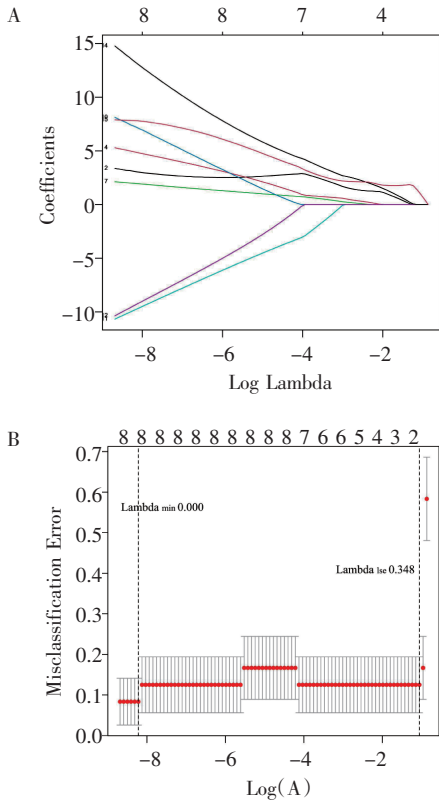 A
8 8 7 4
15
10
5
0
−5
−10
4
2
7
Coefficients
−8 −6 −4 −2
Log Lambda
B
8 8 8 8 8 8 8 8 8 8 7 6 6 5 4 3 2
0.7
0.6
0.5
0.4
0.3
0.2
0.1
0.0
Misclassification Error
Lambda min 0.000
Lambda lse 0.348
−8 −6 −4 −2
Log(A)